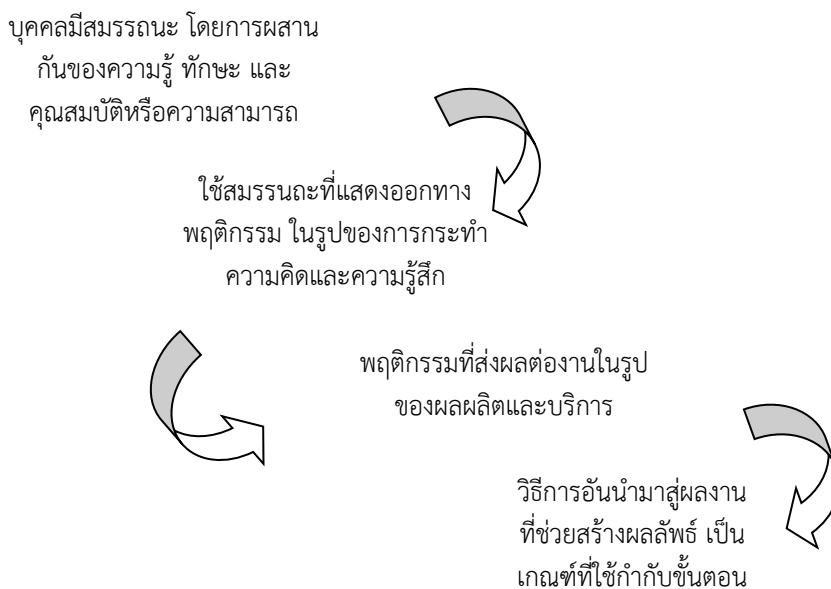 บุคคลมีสมรรถนะ โดยการผสาน
กันของความรู้ ทักษะ และ
คุณสมบัติหรือความสามารถ
ใช้สมรรนถะที่แสดงออกทาง
พฤติกรรม ในรูปของการกระทำ
ความคิดและความรู้สึก
พฤติกรรมที่ส่งผลต่องานในรูป
ของผลผลิตและบริการ
วิธีการอันนำมาสู่ผลงาน
ที่ช่วยสร้างผลลัพธ์ เป็น
เกณฑ์ที่ใช้กำกับขั้นตอน